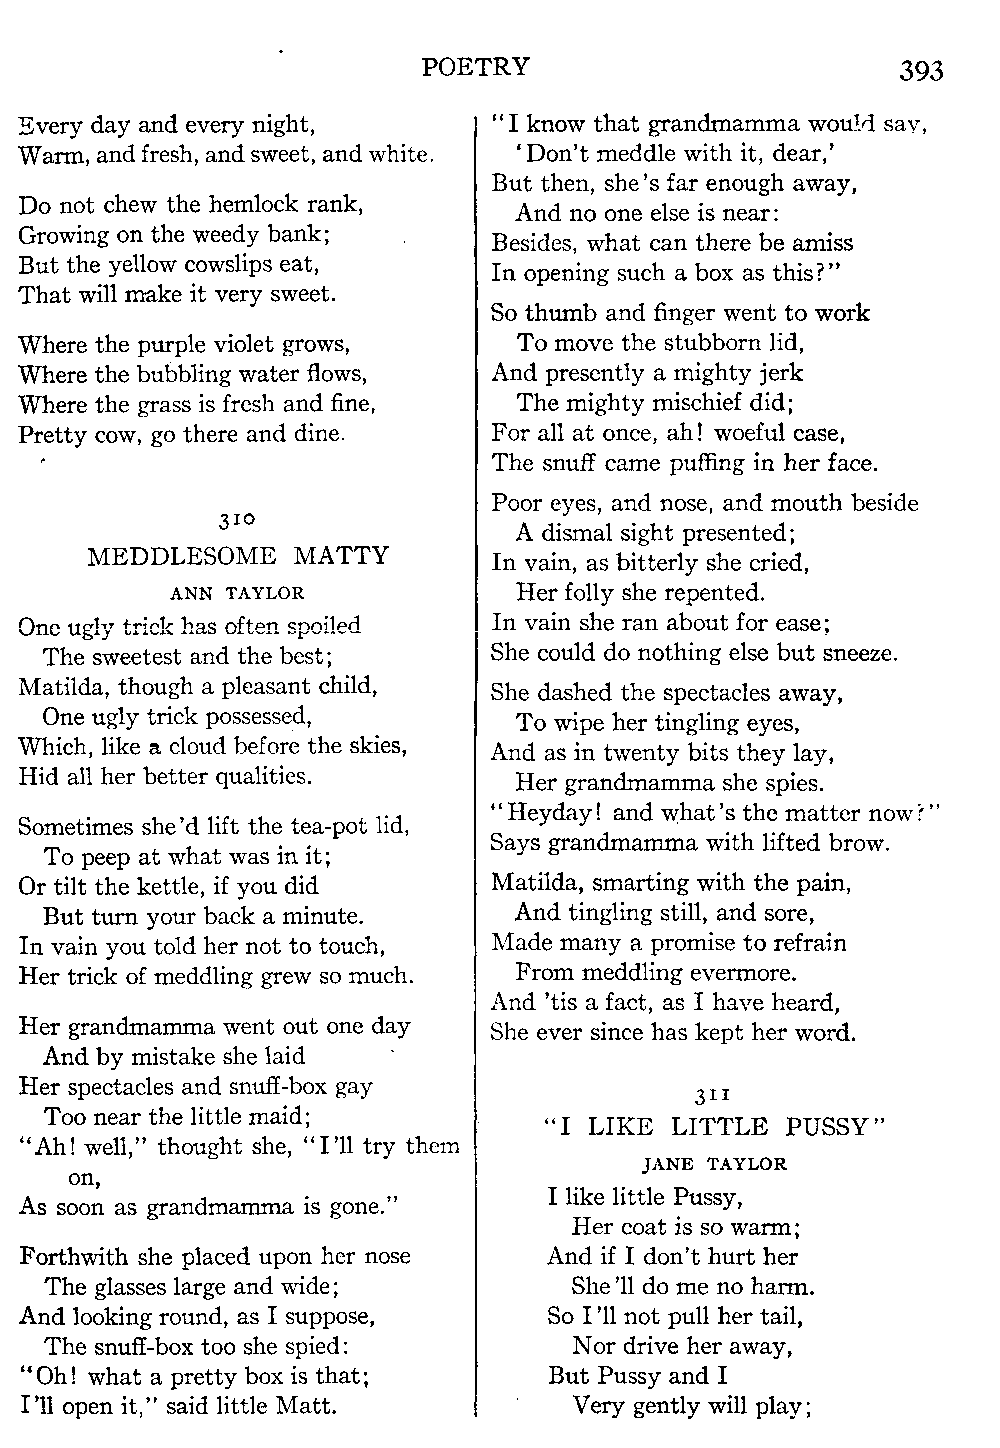 POETRY 393
Every day and every night,
Warm, and fresh, and sweet, and white.
Do not chew the hemlock rank,
Growing on the weedy bank;
But the yellow cowslips eat,
That will make it very sweet.
Where the purple violet grows,
Where the bubbling water flows,
Where the grass is fresh and fine,
Pretty cow, go there and dine.
310
MEDDLESOME MATTY
ANN TAYLOR
One ugly trick has often spoiled
The sweetest and the best;
Matilda, though a pleasant child,
One ugly trick possessed,
Which, like a cloud before the skies,
Hid all her better qualities.
Sometimes she'd lift the tea-pot lid,
To peep at what was in it;
Or tilt the kettle, if you did
But turn your back a minute.
In vain you told her not to touch,
Her trick of meddling grew so much.
Her grandmamma went out one day
And by mistake she laid
Her spectacles and snuff-box gay
Too near the little maid;
"Ah! well," thought she, "I'll try them
on,
As soon as grandmamma is gone."
Forthwith she placed upon her nose
The glasses large and wide;
And looking round, as I suppose,
The snuff-box too she spied:
"Oh! what a pretty box is that;
I'll open it," said little Matt.
"I know that grandmamma would say,
'Don't meddle with it, dear,'
But then, she's far enough away,
And no one else is near:
Besides, what can there be amiss
In opening such a box as this?"
So thumb and finger went to work
To move the stubborn lid,
And presently a mighty jerk
The mighty mischief did;
For all at once, ah! woeful case,
The snuff came puffing in her face.
Poor eyes, and nose, and mouth beside
A dismal sight presented;
In vain, as bitterly she cried,
Her folly she repented.
In vain she ran about for ease;
She could do nothing else but sneeze.
She dashed the spectacles away,
To wipe her tingling eyes,
And as in twenty bits they lay,
Her grandmamma she spies.
"Heyday! and what's the matter now?"
Says grandmamma with lifted brow.
Matilda, smarting with the pain,
And tingling still, and sore,
Made many a promise to refrain
From meddling evermore.
And 'tis a fact, as I have heard,
She ever since has kept her word.
311
"I LIKE LITTLE PUSSY"
JANE TAYLOR
I like little Pussy,
Her coat is so warm;
And if I don't hurt her
She'll do me no harm.
So I'll not pull her tail,
Nor drive her away,
But Pussy and I
Very gently will play;